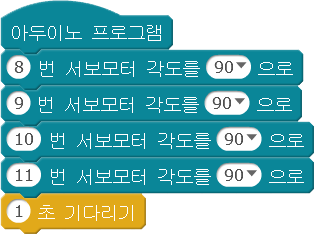 아두이노 프로그램
8 번 서보모터 각도를 90 으로
9 번 서보모터 각도를 90 으로
10 번 서보모터 각도를 90 으로
11 번 서보모터 각도를 90 으로
1 초 기다리기